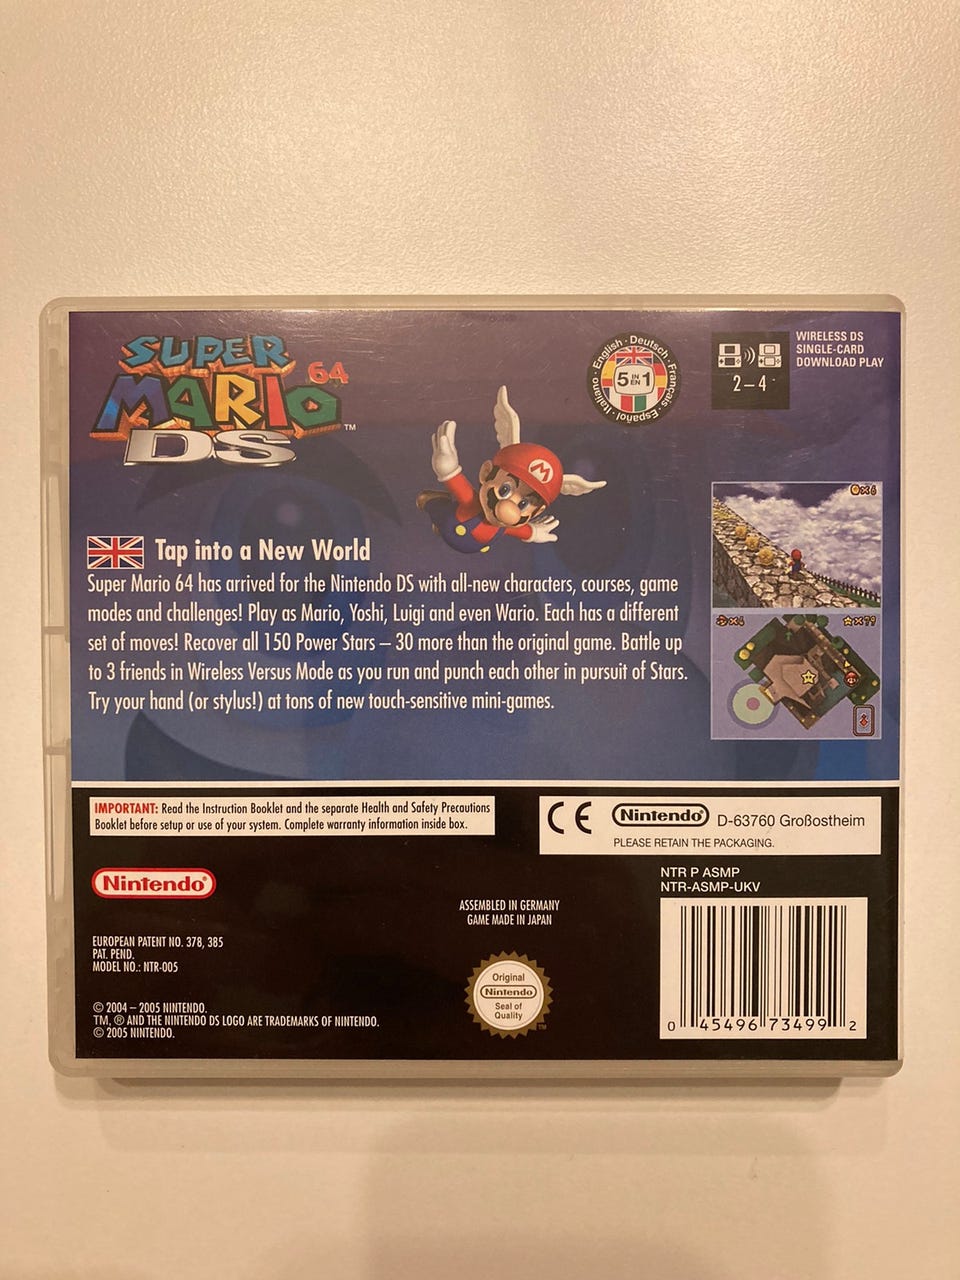 SUPER
MARIO 64
DS™
English · Deutsch · Français · Español · Italiano ·
5 IN EN 1
2–4
WIRELESS DS
SINGLE-CARD
DOWNLOAD PLAY
M
×6
Tap into a New World
Super Mario 64 has arrived for the Nintendo DS with all-new characters, courses, game
modes and challenges! Play as Mario, Yoshi, Luigi and even Wario. Each has a different
set of moves! Recover all 150 Power Stars – 30 more than the original game. Battle up
to 3 friends in Wireless Versus Mode as you run and punch each other in pursuit of Stars.
Try your hand (or stylus!) at tons of new touch-sensitive mini-games.
IMPORTANT: Read the Instruction Booklet and the separate Health and Safety Precautions
Booklet before setup or use of your system. Complete warranty information inside box.
CE Nintendo® D-63760 Großostheim
PLEASE RETAIN THE PACKAGING.
Nintendo®
NTR P ASMP
NTR-ASMP-UKV
ASSEMBLED IN GERMANY
GAME MADE IN JAPAN
EUROPEAN PATENT NO. 378, 385
PAT. PEND.
MODEL NO.: NTR-005
Original
Nintendo
Seal of
Quality
™
© 2004 – 2005 NINTENDO.
TM, ® AND THE NINTENDO DS LOGO ARE TRADEMARKS OF NINTENDO.
© 2005 NINTENDO.
0 45496 73499 2